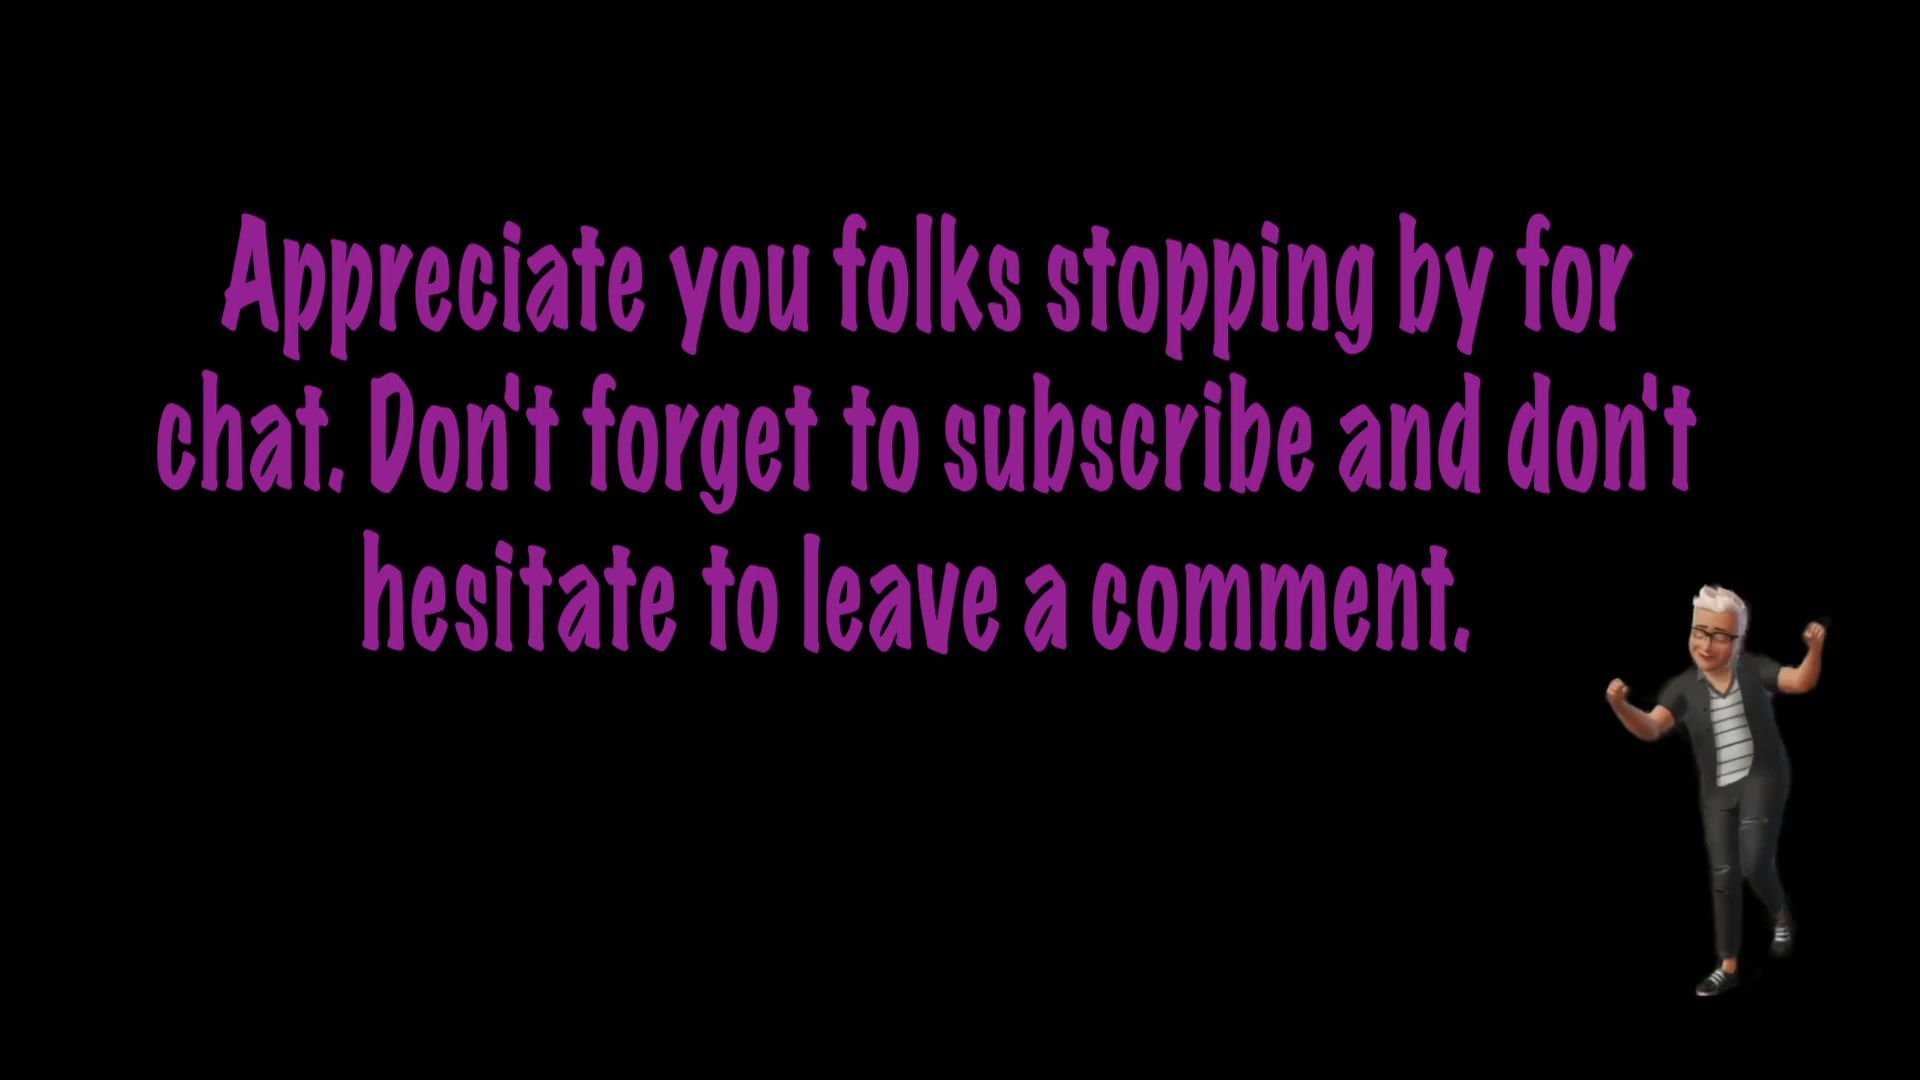 Appreciate you folks stopping by for
chat. Don't forget to subscribe and don't
hesitate to leave a comment.